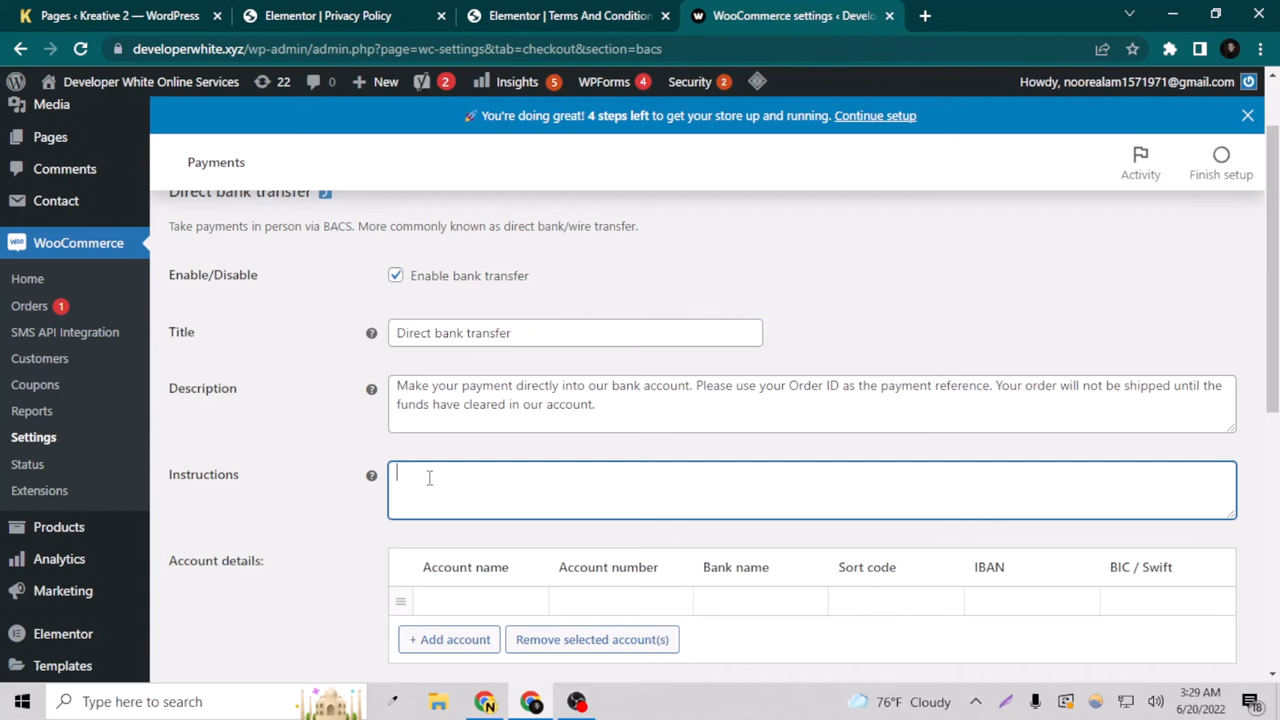 Pages < Kreative 2 — WordPress
Elementor | Privacy Policy
Elementor | Terms And Condition
WooCommerce settings < Develo
developerwhite.xyz/wp-admin/admin.php?page=wc-settings&tab=checkout&section=bacs
Developer White Online Services 22 New 2 Insights 5 WPForms 4 Security 2 Howdy, noorealam1571971@gmail.com
Media
Pages
Comments
Contact
WooCommerce
Home
Orders 1
SMS API Integration
Customers
Coupons
Reports
Settings
Status
Extensions
Products
Analytics
Marketing
Elementor
Templates
You're doing great! 4 steps left to get your store up and running. Continue setup
Payments
Activity
Finish setup
Direct bank transfer
Take payments in person via BACS. More commonly known as direct bank/wire transfer.
Enable/Disable
Enable bank transfer
Title
Direct bank transfer
Description
Make your payment directly into our bank account. Please use your Order ID as the payment reference. Your order will not be shipped until the
funds have cleared in our account.
Instructions
Account details:
Account name Account number Bank name Sort code IBAN BIC / Swift
+ Add account Remove selected account(s)
Type here to search
76°F Cloudy
3:29 AM
6/20/2022
18